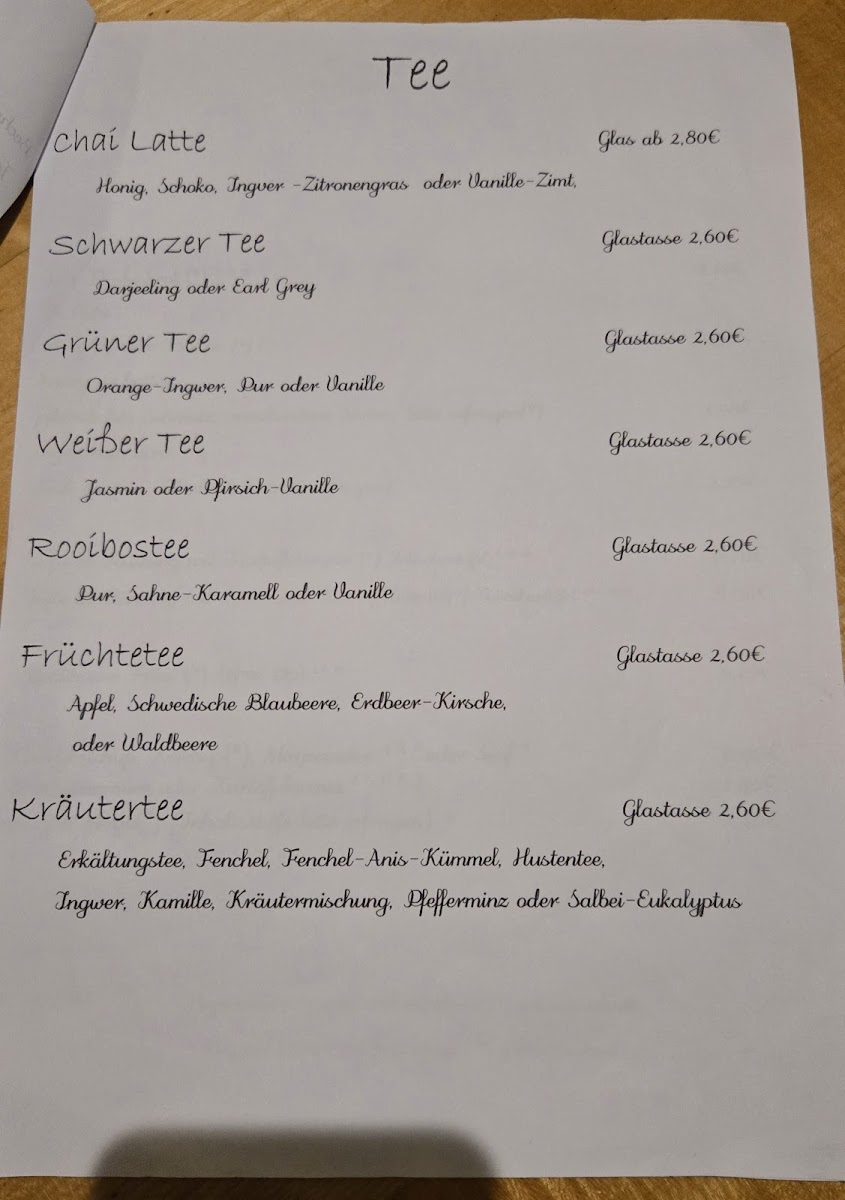 Tee
Chai Latte Glas ab 2,80€
Honig, Schoko, Ingver -Zitronengras oder Vanille-Zimt,
Schwarzer Tee Glastasse 2,60€
Darjeeling oder Earl Grey
Grüner Tee Glastasse 2,60€
Orange-Ingwer, Pur oder Vanille
Weißer Tee Glastasse 2,60€
Jasmin oder Pfirsich-Vanille
Rooibostee Glastasse 2,60€
Pur, Sahne-Karamell oder Vanille
Früchtetee Glastasse 2,60€
Apfel, Schwedische Blaubeere, Erdbeer-Kirsche,
oder Waldbeere
Kräutertee Glastasse 2,60€
Erkältungstee, Fenchel, Fenchel-Anis-Kümmel, Hustentee,
Ingwer, Kamille, Kräutermischung, Pfefferminz oder Salbei-Eukalyptus